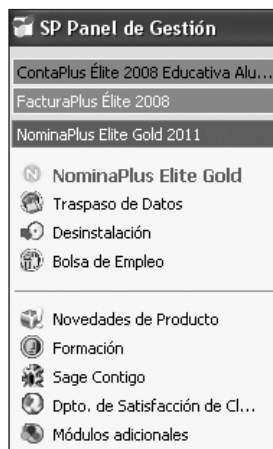 SP Panel de Gestión
ContaPlus Élite 2008 Educativa Alu...
FacturaPlus Élite 2008
NominaPlus Elite Gold 2011
NominaPlus Elite Gold
Traspaso de Datos
Desinstalación
Bolsa de Empleo
Novedades de Producto
Formación
Sage Contigo
Dpto. de Satisfacción de Cl...
Módulos adicionales